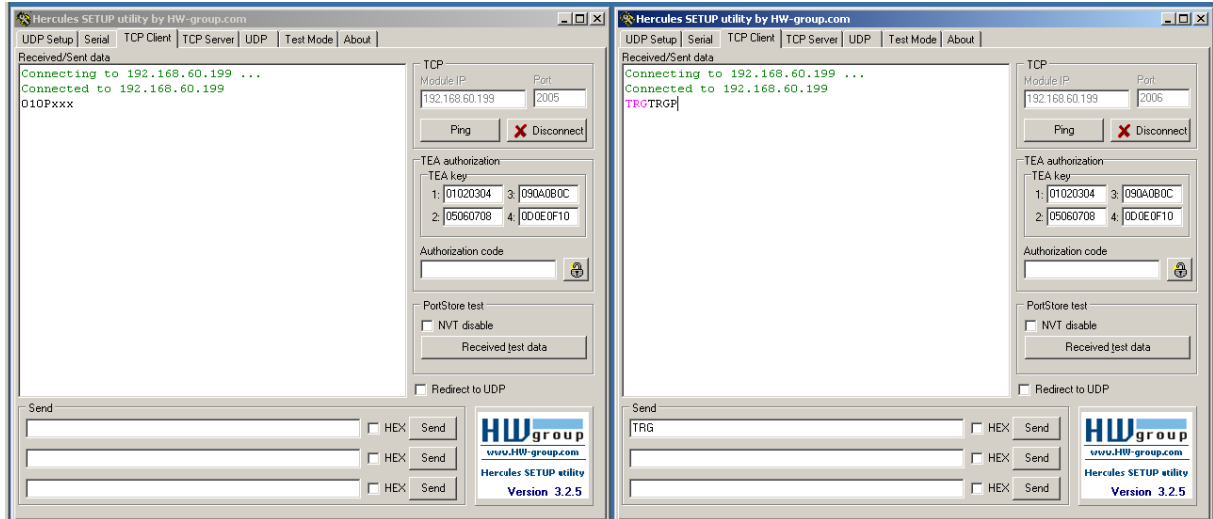 Hercules SETUP utility by HW-group.com
UDP Setup Serial TCP Client TCP Server UDP Test Mode About
Received/Sent data
Connecting to 192.168.60.199 ...
Connected to 192.168.60.199
010Pxxx
TCP
Module IP Port
192.168.60.199 2005
Ping Disconnect
TEA authorization
TEA key
1: 01020304 3: 090A0B0C
2: 05060708 4: 0D0E0F10
Authorization code
PortStore test
NVT disable
Received test data
Redirect to UDP
Send
HEX Send
HEX Send
HEX Send
HW group
www.HW-group.com
Hercules SETUP utility
Version 3.2.5
Hercules SETUP utility by HW-group.com
UDP Setup Serial TCP Client TCP Server UDP Test Mode About
Received/Sent data
Connecting to 192.168.60.199 ...
Connected to 192.168.60.199
TRGTRGP
TCP
Module IP Port
192.168.60.199 2006
Ping Disconnect
TEA authorization
TEA key
1: 01020304 3: 090A0B0C
2: 05060708 4: 0D0E0F10
Authorization code
PortStore test
NVT disable
Received test data
Redirect to UDP
Send
TRG HEX Send
HEX Send
HEX Send
HW group
www.HW-group.com
Hercules SETUP utility
Version 3.2.5